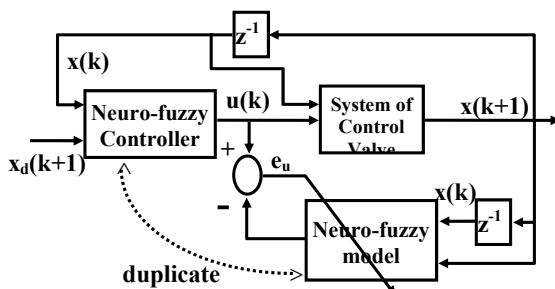 z⁻¹
x(k)
Neuro-fuzzy
Controller
u(k)
System of
Control
Valve
x(k+1)
x_d(k+1)
+
e_u
-
x(k)
z⁻¹
Neuro-fuzzy
model
duplicate